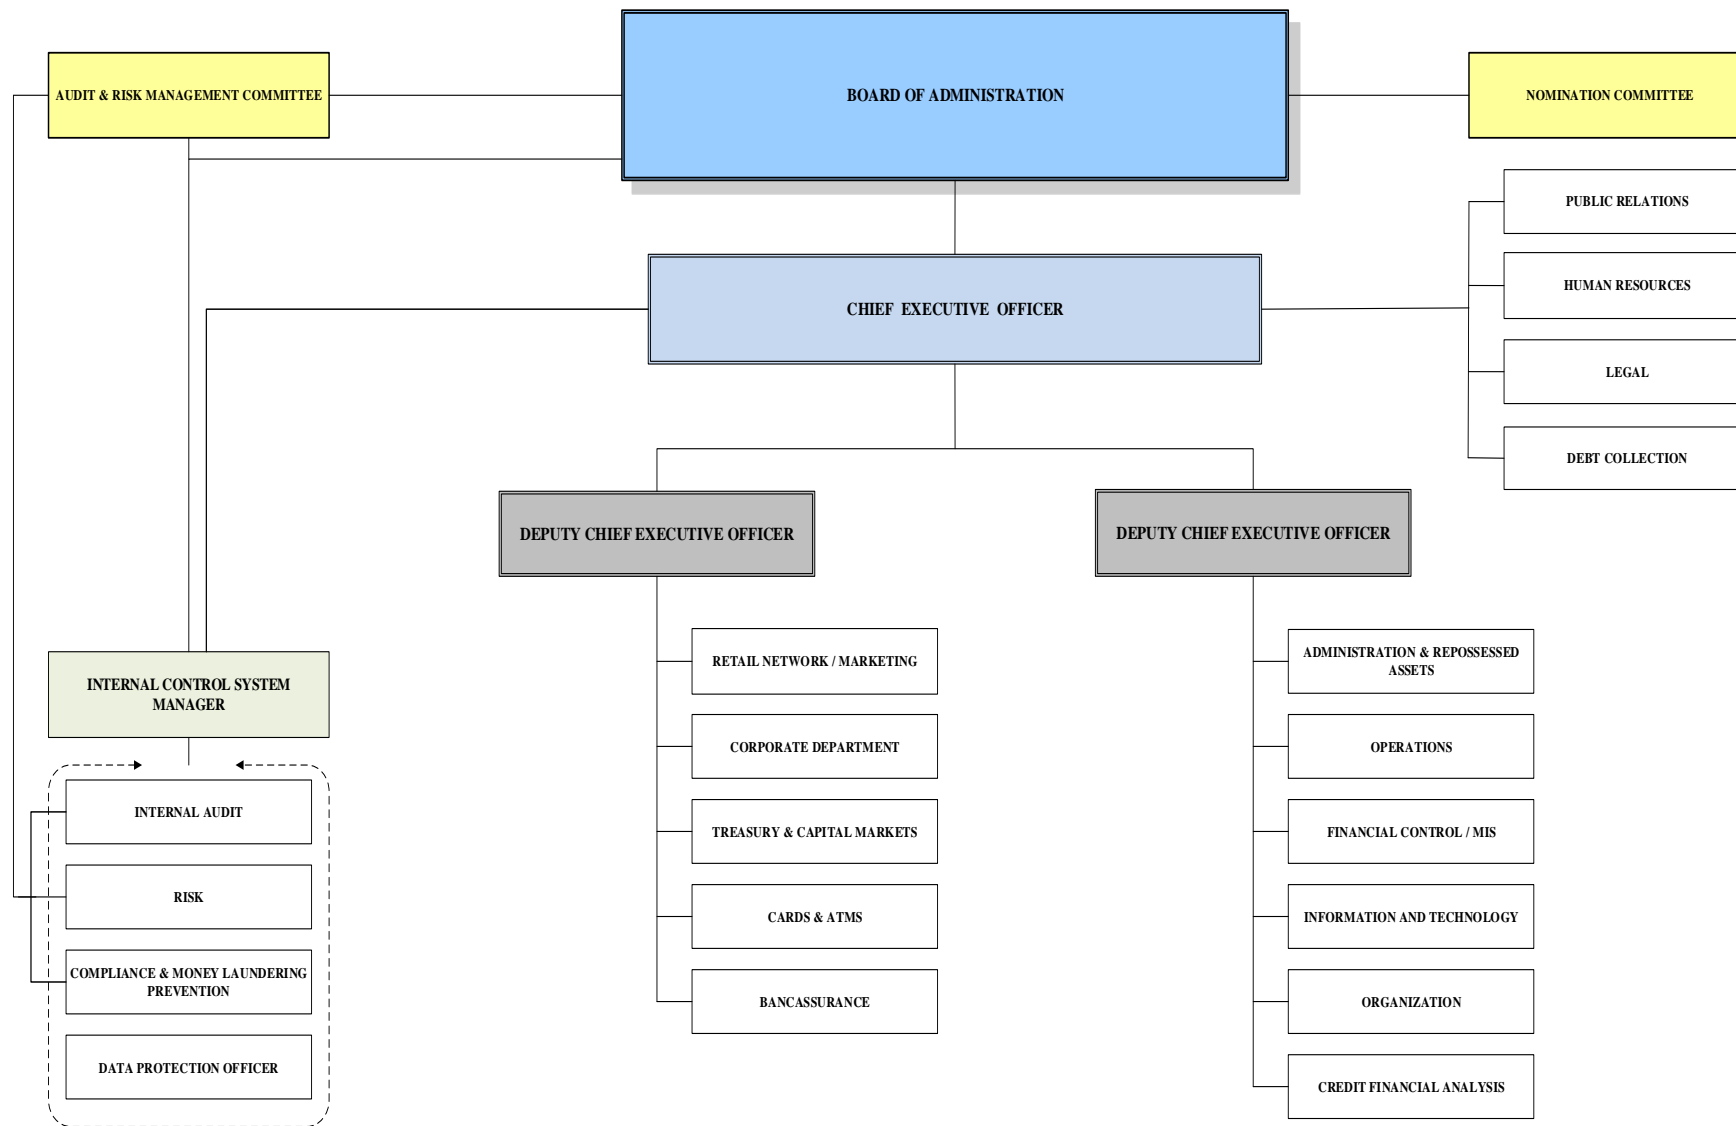 BOARD OF ADMINISTRATION
AUDIT & RISK MANAGEMENT COMMITTEE
NOMINATION COMMITTEE
PUBLIC RELATIONS
HUMAN RESOURCES
LEGAL
DEBT COLLECTION
CHIEF EXECUTIVE OFFICER
DEPUTY CHIEF EXECUTIVE OFFICER
DEPUTY CHIEF EXECUTIVE OFFICER
INTERNAL CONTROL SYSTEM
MANAGER
INTERNAL AUDIT
RISK
COMPLIANCE & MONEY LAUNDERING
PREVENTION
DATA PROTECTION OFFICER
RETAIL NETWORK / MARKETING
CORPORATE DEPARTMENT
TREASURY & CAPITAL MARKETS
CARDS & ATMS
BANCASSURANCE
ADMINISTRATION & REPOSSESSED
ASSETS
OPERATIONS
FINANCIAL CONTROL / MIS
INFORMATION AND TECHNOLOGY
ORGANIZATION
CREDIT FINANCIAL ANALYSIS